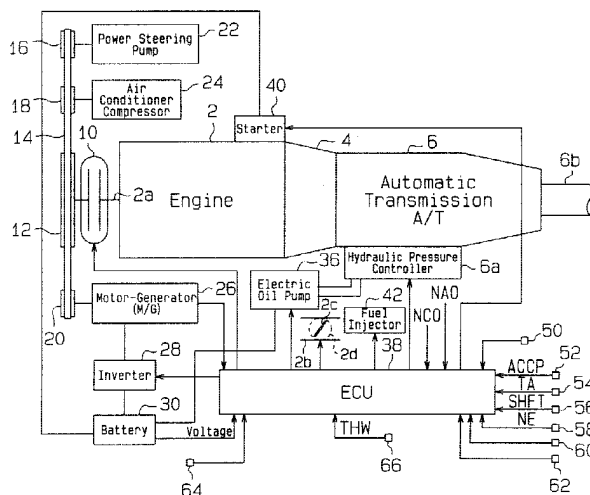 16
Power Steering
Pump
22
18
Air
Conditioner
Compressor
24
40
14
10
2
Starter
4
6
6b
2a
Engine
Automatic
Transmission
A/T
12
36
Hydraulic Pressure
Controller
6a
Electric
Oil Pump
20
Motor-Generator
(M/G)
26
2c
42
Fuel
Injector
NCO
NAO
50
2b
2d
38
28
Inverter
ECU
ACCP
52
TA
54
30
SHFT
56
Battery
Voltage
NE
58
THW
60
64
66
62